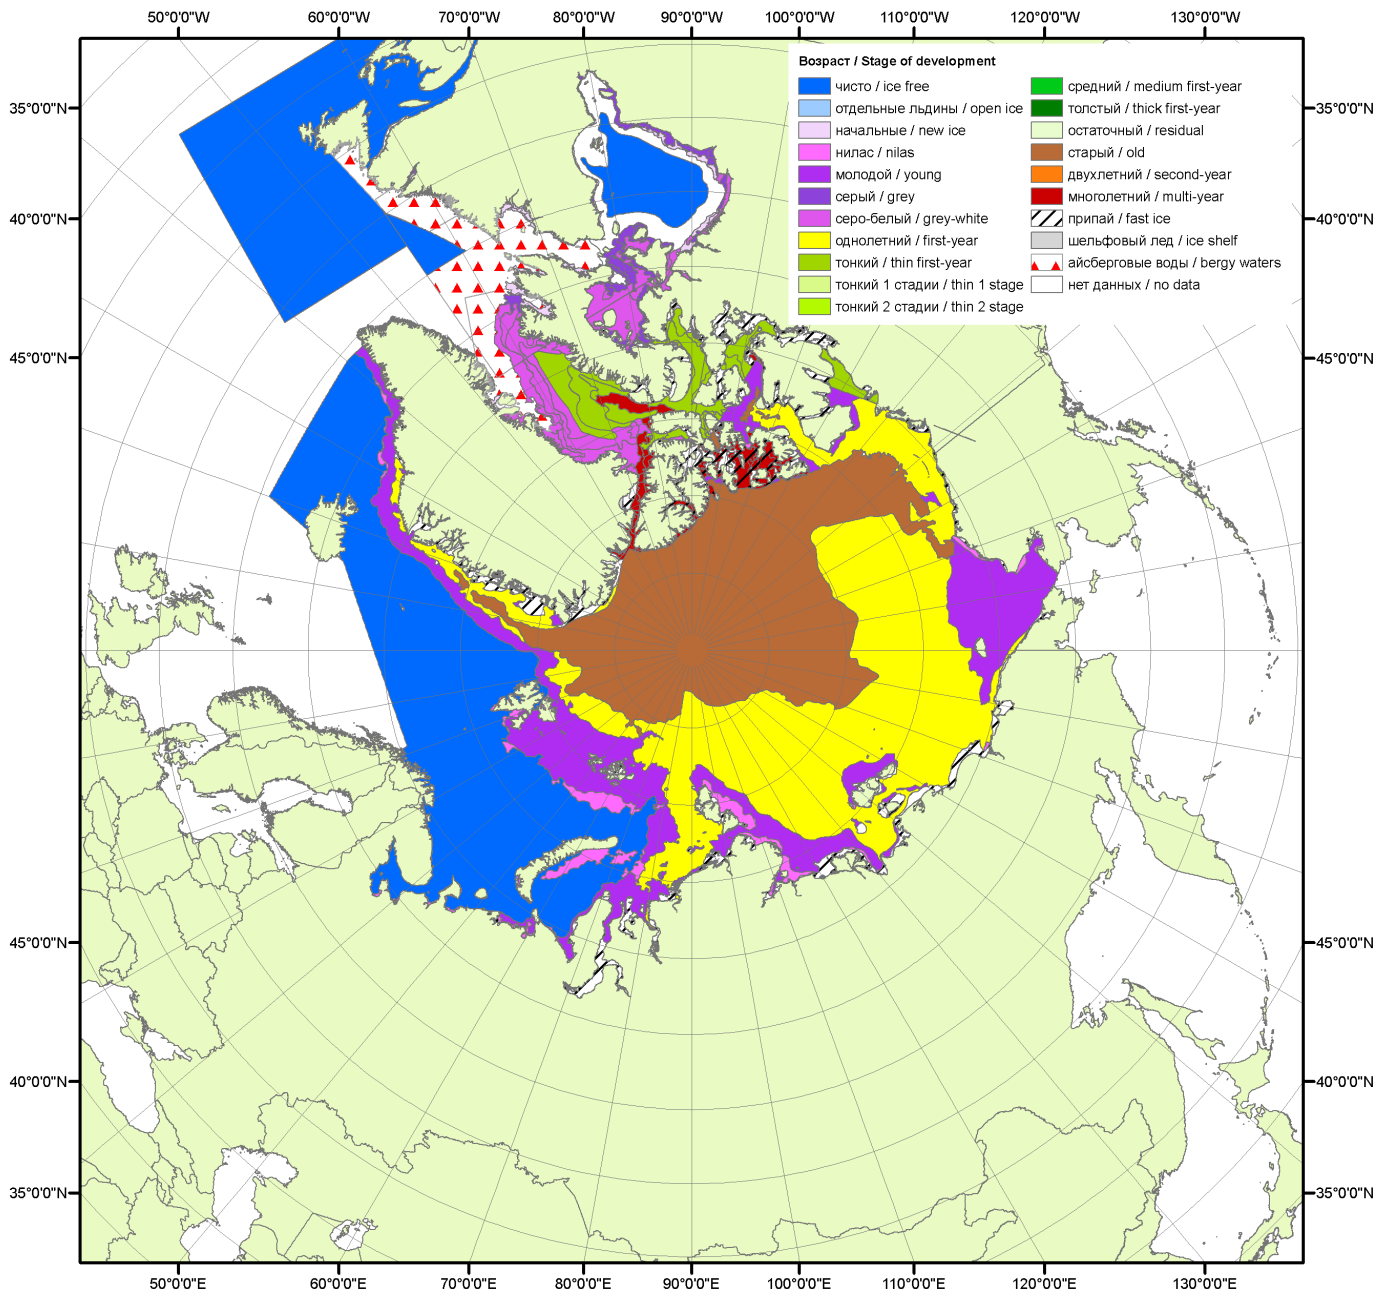 50°0'0"W 60°0'0"W 70°0'0"W 80°0'0"W 90°0'0"W 100°0'0"W 110°0'0"W 120°0'0"W 130°0'0"W
Возраст / Stage of development
чисто / ice free
отдельные льдины / open ice
начальные / new ice
нилас / nilas
молодой / young
серый / grey
серо-белый / grey-white
однолетний / first-year
тонкий / thin first-year
тонкий 1 стадии / thin 1 stage
тонкий 2 стадии / thin 2 stage
средний / medium first-year
толстый / thick first-year
остаточный / residual
старый / old
двухлетний / second-year
многолетний / multi-year
припай / fast ice
шельфовый лед / ice shelf
айсберговые воды / bergy waters
нет данных / no data
35°0'0"N 35°0'0"N
40°0'0"N 40°0'0"N
45°0'0"N 45°0'0"N
45°0'0"N 45°0'0"N
40°0'0"N 40°0'0"N
35°0'0"N 35°0'0"N
50°0'0"E 60°0'0"E 70°0'0"E 80°0'0"E 90°0'0"E 100°0'0"E 110°0'0"E 120°0'0"E 130°0'0"E